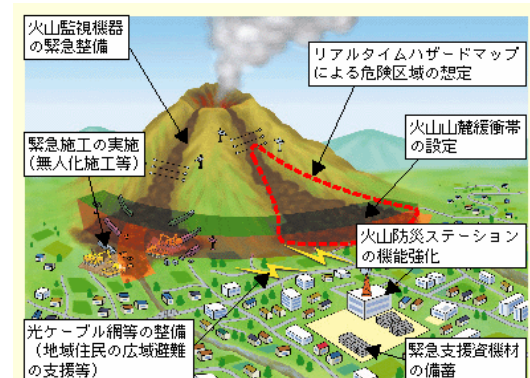 火山監視機器
の緊急整備
リアルタイムハザードマップ
による危険区域の想定
火山山麓緩衝帯
の設定
緊急施工の実施
(無人化施工等)
火山防災ステーション
の機能強化
光ケーブル網等の整備
(地域住民の広域避難
の支援等)
緊急支援資機材
の備蓄